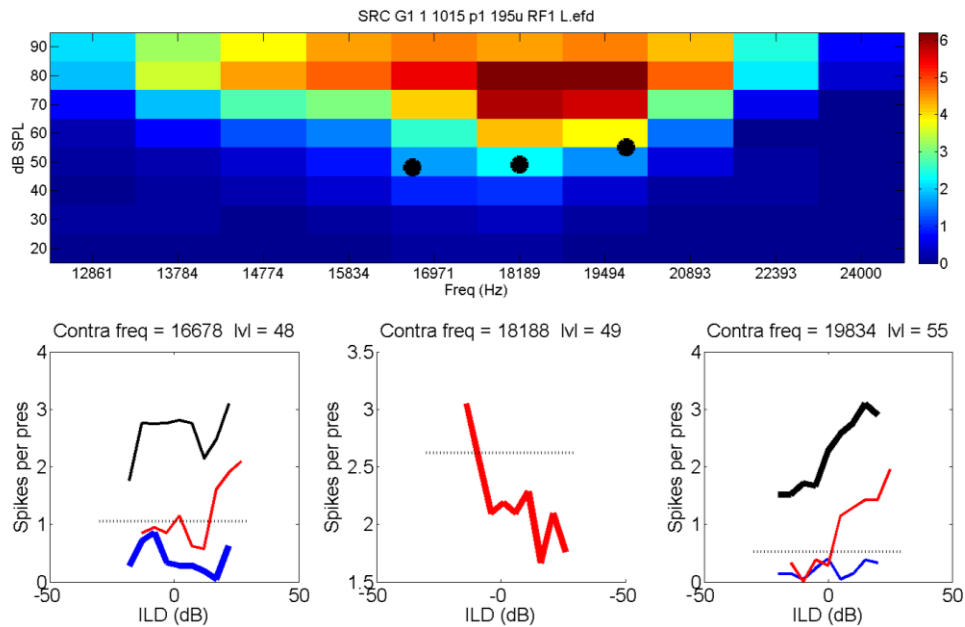 SRC G1 1 1015 p1 195u RF1 L.efd
90
80
70
60
50
40
30
20
dB SPL
12861 13784 14774 15834 16971 18189 19494 20893 22393 24000
Freq (Hz)
6
5
4
3
2
1
0
Contra freq = 16678 lvl = 48
4
3
2
1
0
Spikes per pres
-50 0 50
ILD (dB)
Contra freq = 18188 lvl = 49
3.5
3
2.5
2
1.5
Spikes per pres
50 -0 -50
ILD (dB)
Contra freq = 19834 lvl = 55
4
3
2
1
0
Spikes per pres
-50 0 50
ILD (dB)